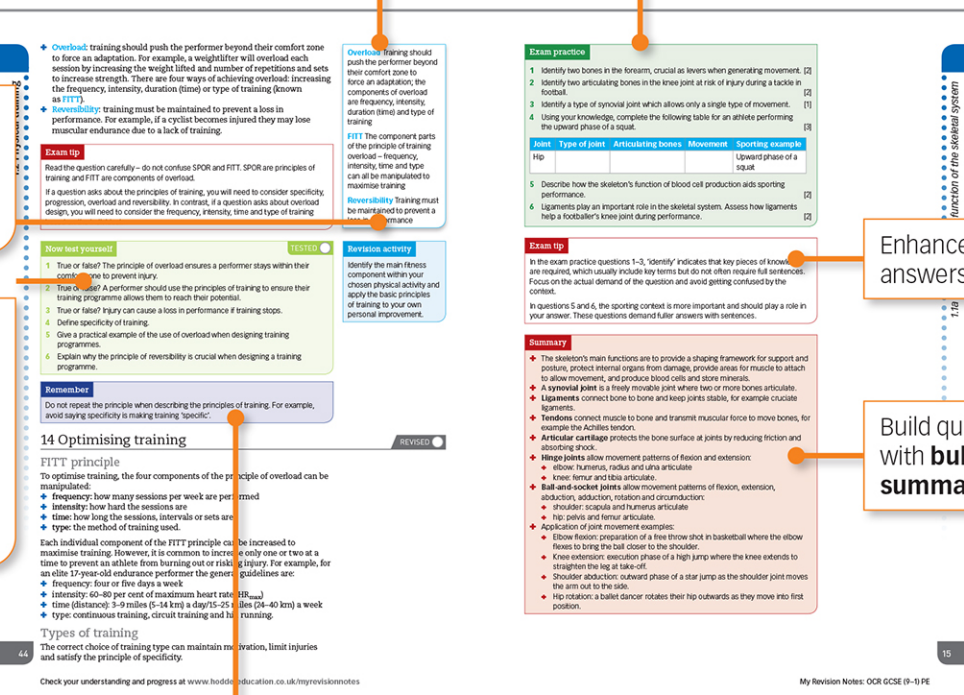 Overload: training should push the performer beyond their comfort zone
to force an adaptation. For example, a weightlifter will overload each
session by increasing the weight lifted and number of repetitions and sets
to increase strength. There are four ways of achieving overload: increasing
the frequency, intensity, duration (time) or type of training (known
as FITT).
Reversibility: training must be maintained to prevent a loss in
performance. For example, if a cyclist becomes injured they may lose
muscular endurance due to a lack of training.
Exam tip
Read the question carefully – do not confuse SPOR and FITT. SPOR are principles of
training and FITT are components of overload.
If a question asks about the principles of training, you will need to consider specificity,
progression, overload and reversibility. In contrast, if a question asks about overload
design, you will need to consider the frequency, intensity, time and type of training
Overload Training should
push the performer beyond
their comfort zone to
force an adaptation; the
components of overload
are frequency, intensity,
duration (time) and type of
training
FITT The component parts
of the principle of training
overload – frequency,
intensity, time and type
can all be manipulated to
maximise training
Reversibility Training must
be maintained to prevent a
Now test yourself
TESTED
1 True or false? The principle of overload ensures a performer stays within their
comfort zone to prevent injury.
2 True or false? A performer should use the principles of training to ensure their
training programme allows them to reach their potential.
3 True or false? Injury can cause a loss in performance if training stops.
4 Define specificity of training.
5 Give a practical example of the use of overload when designing training
programmes.
6 Explain why the principle of reversibility is crucial when designing a training
programme.
Revision activity
Identify the main fitness
component within your
chosen physical activity and
apply the basic principles
of training to your own
personal improvement.
Remember
Do not repeat the principle when describing the principles of training. For example,
avoid saying specificity is making training 'specific'.
14 Optimising training
REVISED
FITT principle
To optimise training, the four components of the principle of overload can be
manipulated:
frequency: how many sessions per week are performed
intensity: how hard the sessions are
time: how long the sessions, intervals or sets are
type: the method of training used.
Each individual component of the FITT principle can be increased to
maximise training. However, it is common to increase only one or two at a
time to prevent an athlete from burning out or risking injury. For example, for
an elite 17-year-old endurance performer the general guidelines are:
frequency: four or five days a week
intensity: 60–80 per cent of maximum heart rate (HRmax)
time (distance): 3–9 miles (5–14 km) a day/15–25 miles (24–40 km) a week
type: continuous training, circuit training and hill running.
Types of training
The correct choice of training type can maintain motivation, limit injuries
and satisfy the principle of specificity.
44
Check your understanding and progress at www.hoddereducation.co.uk/myrevisionnotes
Exam practice
1 Identify two bones in the forearm, crucial as levers when generating movement. [2]
2 Identify two articulating bones in the knee joint at risk of injury during a tackle in
football. [2]
3 Identify a type of synovial joint which allows only a single type of movement. [1]
4 Using your knowledge, complete the following table for an athlete performing
the upward phase of a squat. [3]
Joint Type of joint Articulating bones Movement Sporting example
Hip Upward phase of a
squat
5 Describe how the skeleton's function of blood cell production aids sporting
performance. [2]
6 Ligaments play an important role in the skeletal system. Assess how ligaments
help a footballer's knee joint during performance. [2]
Exam tip
In the exam practice questions 1–3, 'identify' indicates that key pieces of knowledge
are required, which usually include key terms but do not often require full sentences.
Focus on the actual demand of the question and avoid getting confused by the
context.
In questions 5 and 6, the sporting context is more important and should play a role in
your answer. These questions demand fuller answers with sentences.
Summary
The skeleton's main functions are to provide a shaping framework for support and
posture, protect internal organs from damage, provide areas for muscle to attach
to allow movement, and produce blood cells and store minerals.
A synovial joint is a freely movable joint where two or more bones articulate.
Ligaments connect bone to bone and keep joints stable, for example cruciate
ligaments.
Tendons connect muscle to bone and transmit muscular force to move bones, for
example the Achilles tendon.
Articular cartilage protects the bone surface at joints by reducing friction and
absorbing shock.
Hinge joints allow movement patterns of flexion and extension:
elbow: humerus, radius and ulna articulate
knee: femur and tibia articulate.
Ball-and-socket joints allow movement patterns of flexion, extension,
abduction, adduction, rotation and circumduction:
shoulder: scapula and humerus articulate
hip: pelvis and femur articulate.
Application of joint movement examples:
Elbow flexion: preparation of a free throw shot in basketball where the elbow
flexes to bring the ball closer to the shoulder.
Knee extension: execution phase of a high jump where the knee extends to
straighten the leg at take-off.
Shoulder abduction: outward phase of a star jump as the shoulder joint moves
the arm out to the side.
Hip rotation: a ballet dancer rotates their hip outwards as they move into first
position.
function of the skeletal system
1.1a
Enhance
answers
Build qu
with bul
summa
15
My Revision Notes: OCR GCSE (9–1) PE